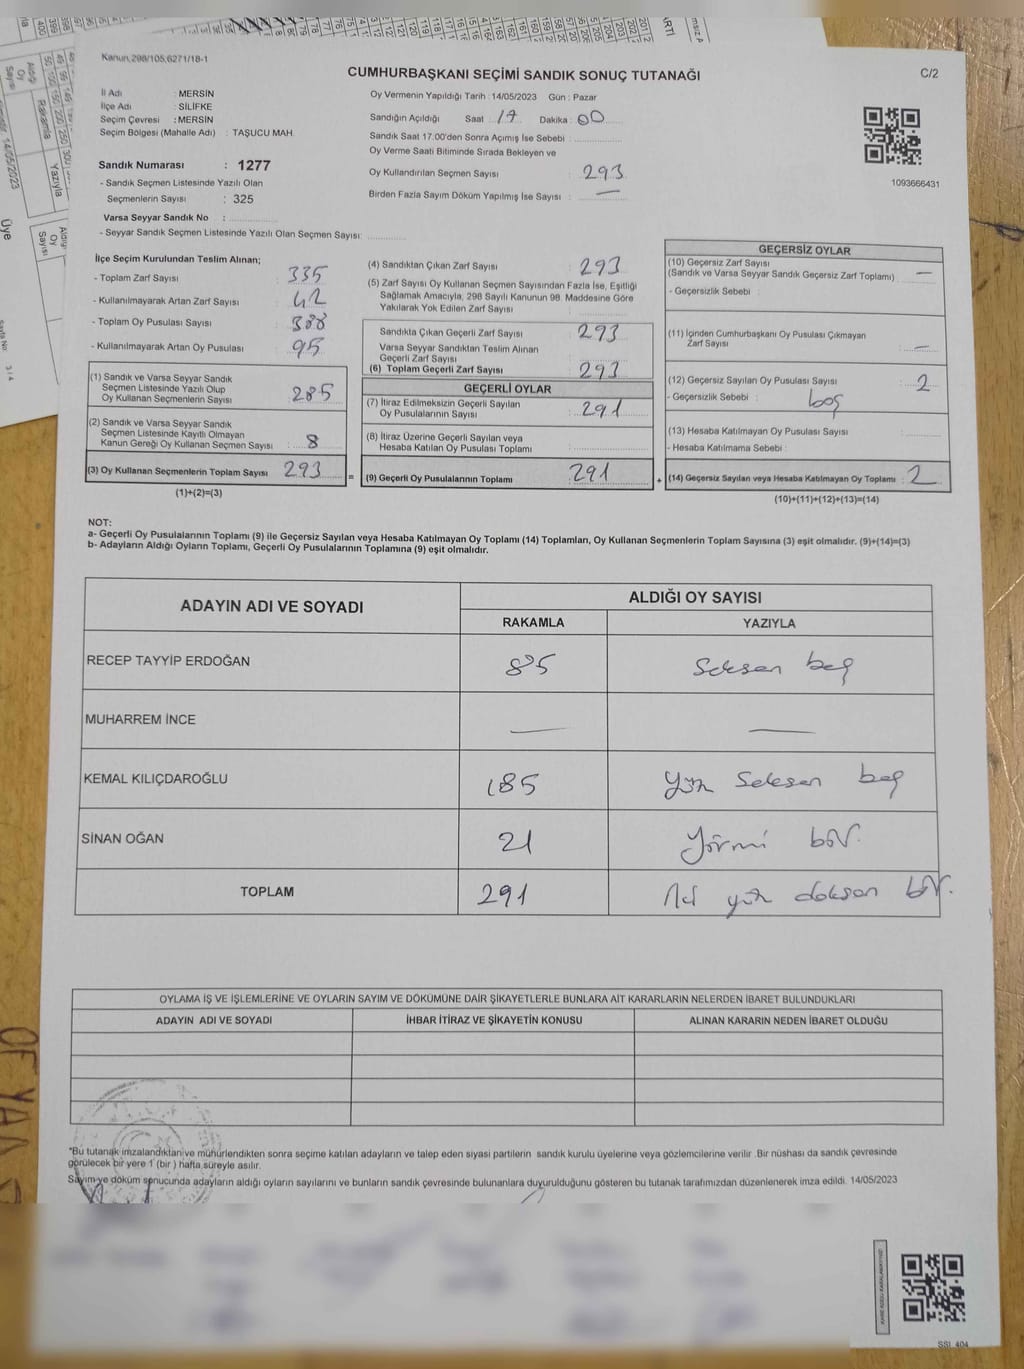 Kanun,298/105,6271/18-1
C/2
CUMHURBAŞKANI SEÇİMİ SANDIK SONUÇ TUTANAĞI
İl Adı : MERSİN
İlçe Adı : SİLİFKE
Seçim Çevresi : MERSİN
Seçim Bölgesi (Mahalle Adı) : TAŞUCU MAH.
Sandık Numarası : 1277
- Sandık Seçmen Listesinde Yazılı Olan
Seçmenlerin Sayısı : 325
Varsa Seyyar Sandık No :
- Seyyar Sandık Seçmen Listesinde Yazılı Olan Seçmen Sayısı:
Oy Vermenin Yapıldığı Tarih : 14/05/2023 Gün : Pazar
Sandığın Açıldığı Saat : 17 Dakika : 00
Sandık Saat 17.00'den Sonra Açımış İse Sebebi :
Oy Verme Saati Bitiminde Sırada Bekleyen ve
Oy Kullandırılan Seçmen Sayısı : 293
Birden Fazla Sayım Döküm Yapılmış İse Sayısı : —
1093666431
İlçe Seçim Kurulundan Teslim Alınan;
- Toplam Zarf Sayısı : 335
- Kullanılmayarak Artan Zarf Sayısı : 42
- Toplam Oy Pusulası Sayısı : 388
- Kullanılmayarak Artan Oy Pusulası : 95
(1) Sandık ve Varsa Seyyar Sandık
Seçmen Listesinde Yazılı Olup
Oy Kullanan Seçmenlerin Sayısı : 285
(2) Sandık ve Varsa Seyyar Sandık
Seçmen Listesinde Kayıtlı Olmayan
Kanun Gereği Oy Kullanan Seçmen Sayısı : 8
(3) Oy Kullanan Seçmenlerin Toplam Sayısı : 293
(1)+(2)=(3)
(4) Sandıktan Çıkan Zarf Sayısı : 293
(5) Zarf Sayısı Oy Kullanan Seçmen Sayısından Fazla İse, Eşitliği
Sağlamak Amacıyla, 298 Sayılı Kanunun 98. Maddesine Göre
Yakılarak Yok Edilen Zarf Sayısı :
Sandıkta Çıkan Geçerli Zarf Sayısı : 293
Varsa Seyyar Sandıktan Teslim Alınan
Geçerli Zarf Sayısı :
(6) Toplam Geçerli Zarf Sayısı : 293
GEÇERLİ OYLAR
(7) İtiraz Edilmeksizin Geçerli Sayılan
Oy Pusulalarının Sayısı : 291
(8) İtiraz Üzerine Geçerli Sayılan veya
Hesaba Katılan Oy Pusulası Toplamı :
= (9) Geçerli Oy Pusulalarının Toplamı : 291
GEÇERSİZ OYLAR
(10) Geçersiz Zarf Sayısı
(Sandık ve Varsa Seyyar Sandık Geçersiz Zarf Toplamı) : —
- Geçersizlik Sebebi :
(11) İçinden Cumhurbaşkanı Oy Pusulası Çıkmayan
Zarf Sayısı : —
(12) Geçersiz Sayılan Oy Pusulası Sayısı : 2
- Geçersizlik Sebebi : boş
(13) Hesaba Katılmayan Oy Pusulası Sayısı :
- Hesaba Katılmama Sebebi :
+ (14) Geçersiz Sayılan veya Hesaba Katılmayan Oy Toplamı : 2
(10)+(11)+(12)+(13)=(14)
NOT:
a- Geçerli Oy Pusulalarının Toplamı (9) ile Geçersiz Sayılan veya Hesaba Katılmayan Oy Toplamı (14) Toplamları, Oy Kullanan Seçmenlerin Toplam Sayısına (3) eşit olmalıdır. (9)+(14)=(3)
b- Adayların Aldığı Oyların Toplamı, Geçerli Oy Pusulalarının Toplamına (9) eşit olmalıdır.
ADAYIN ADI VE SOYADI
ALDIĞI OY SAYISI
RAKAMLA YAZIYLA
RECEP TAYYİP ERDOĞAN 85 Seksen beş
MUHARREM İNCE — —
KEMAL KILIÇDAROĞLU 185 Yüz Seksen beş
SİNAN OĞAN 21 Yirmi bir.
TOPLAM 291 İki yüz doksan bir.
OYLAMA İŞ VE İŞLEMLERİNE VE OYLARIN SAYIM VE DÖKÜMÜNE DAİR ŞİKAYETLERLE BUNLARA AİT KARARLARIN NELERDEN İBARET BULUNDUKLARI
ADAYIN ADI VE SOYADI İHBAR İTİRAZ VE ŞİKAYETİN KONUSU ALINAN KARARIN NEDEN İBARET OLDUĞU
*Bu tutanak imzalandıktan ve mühürlendikten sonra seçime katılan adayların ve talep eden siyasi partilerin sandık kurulu üyelerine veya gözlemcilerine verilir .Bir nüshası da sandık çevresinde
görülecek bir yere 1 (bir ) hafta süreyle asılır.
Sayım ve döküm sonucunda adayların aldığı oyların sayılarını ve bunların sandık çevresinde bulunanlara duyurulduğunu gösteren bu tutanak tarafımızdan düzenlenerek imza edildi. 14/05/2023